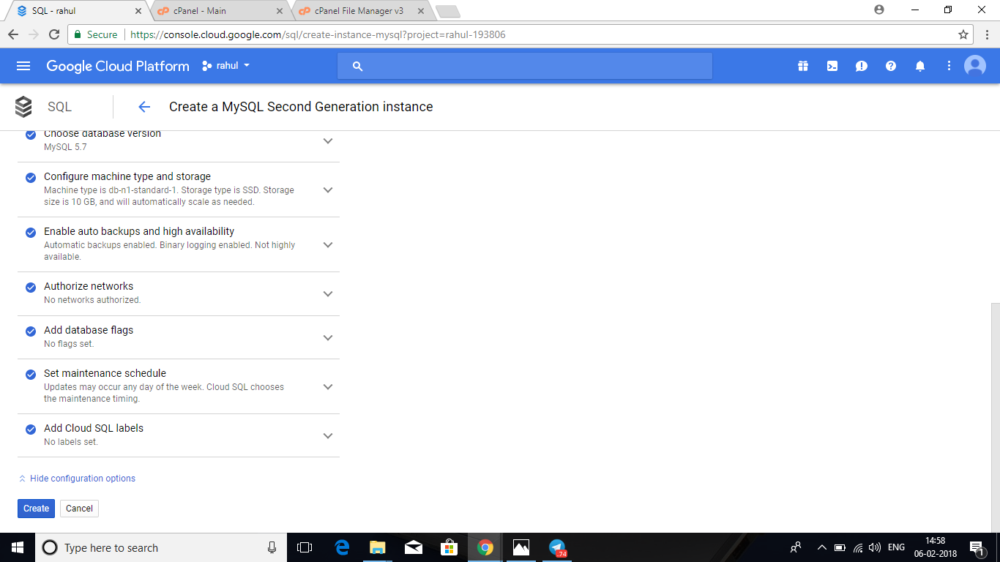 SQL - rahul
cPanel - Main
cPanel File Manager v3
Secure
https://console.cloud.google.com/sql/create-instance-mysql?project=rahul-193806
Google Cloud Platform
rahul
SQL
Create a MySQL Second Generation instance
Choose database version
MySQL 5.7
Configure machine type and storage
Machine type is db-n1-standard-1. Storage type is SSD. Storage
size is 10 GB, and will automatically scale as needed.
Enable auto backups and high availability
Automatic backups enabled. Binary logging enabled. Not highly
available.
Authorize networks
No networks authorized.
Add database flags
No flags set.
Set maintenance schedule
Updates may occur any day of the week. Cloud SQL chooses
the maintenance timing.
Add Cloud SQL labels
No labels set.
Hide configuration options
Create
Cancel
Type here to search
.74
ENG
14:58
06-02-2018
1